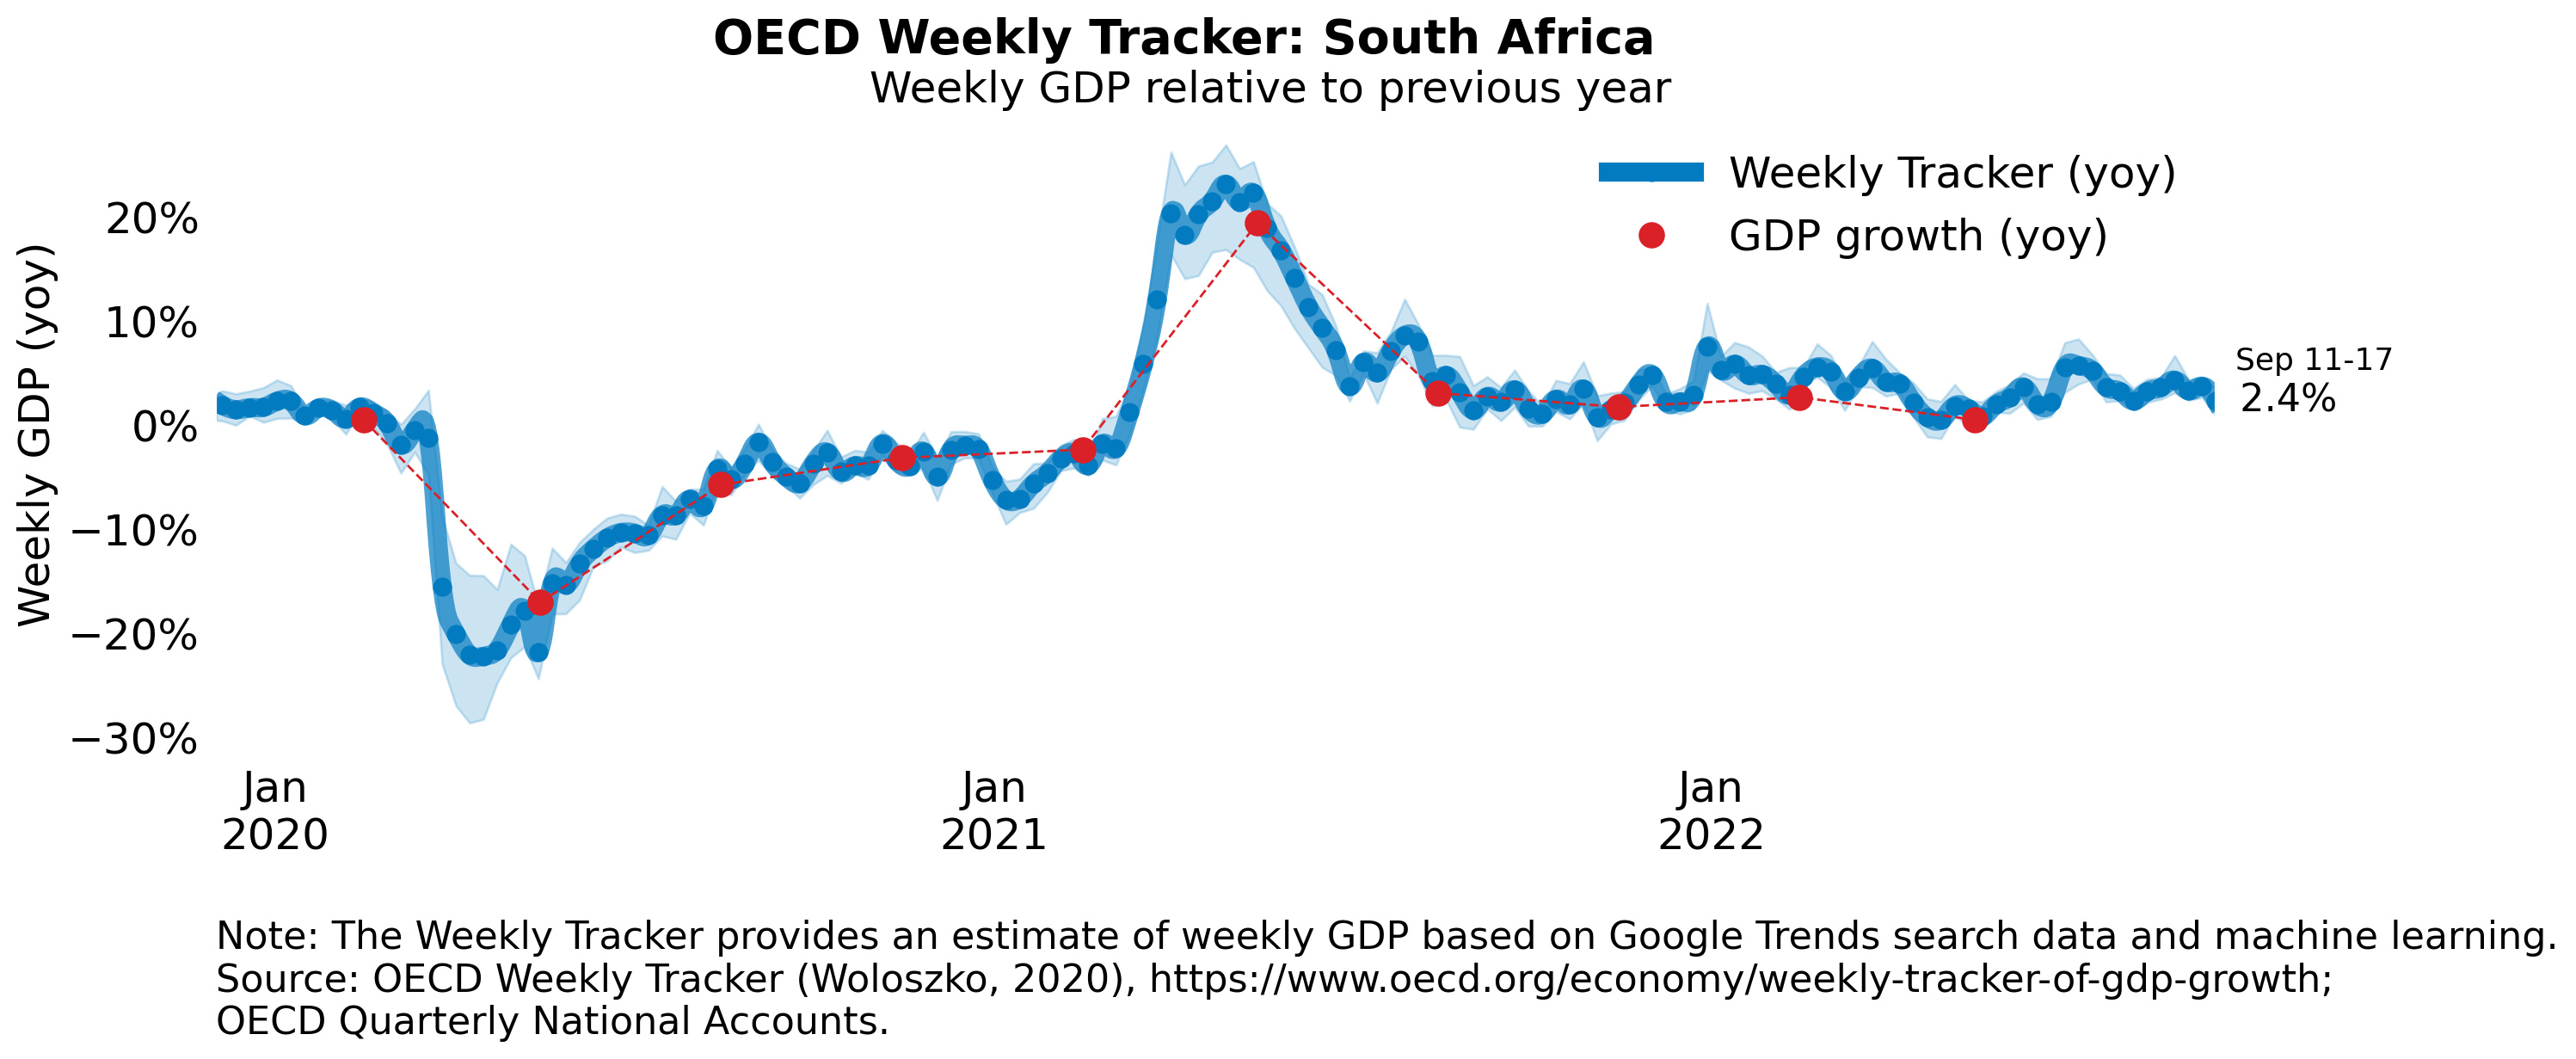 OECD Weekly Tracker: South Africa
Weekly GDP relative to previous year
Weekly Tracker (yoy)
GDP growth (yoy)
Weekly GDP (yoy)
20%
10%
0%
−10%
−20%
−30%
Sep 11-17
2.4%
Jan
2020
Jan
2021
Jan
2022
Note: The Weekly Tracker provides an estimate of weekly GDP based on Google Trends search data and machine learning.
Source: OECD Weekly Tracker (Woloszko, 2020), https://www.oecd.org/economy/weekly-tracker-of-gdp-growth;
OECD Quarterly National Accounts.